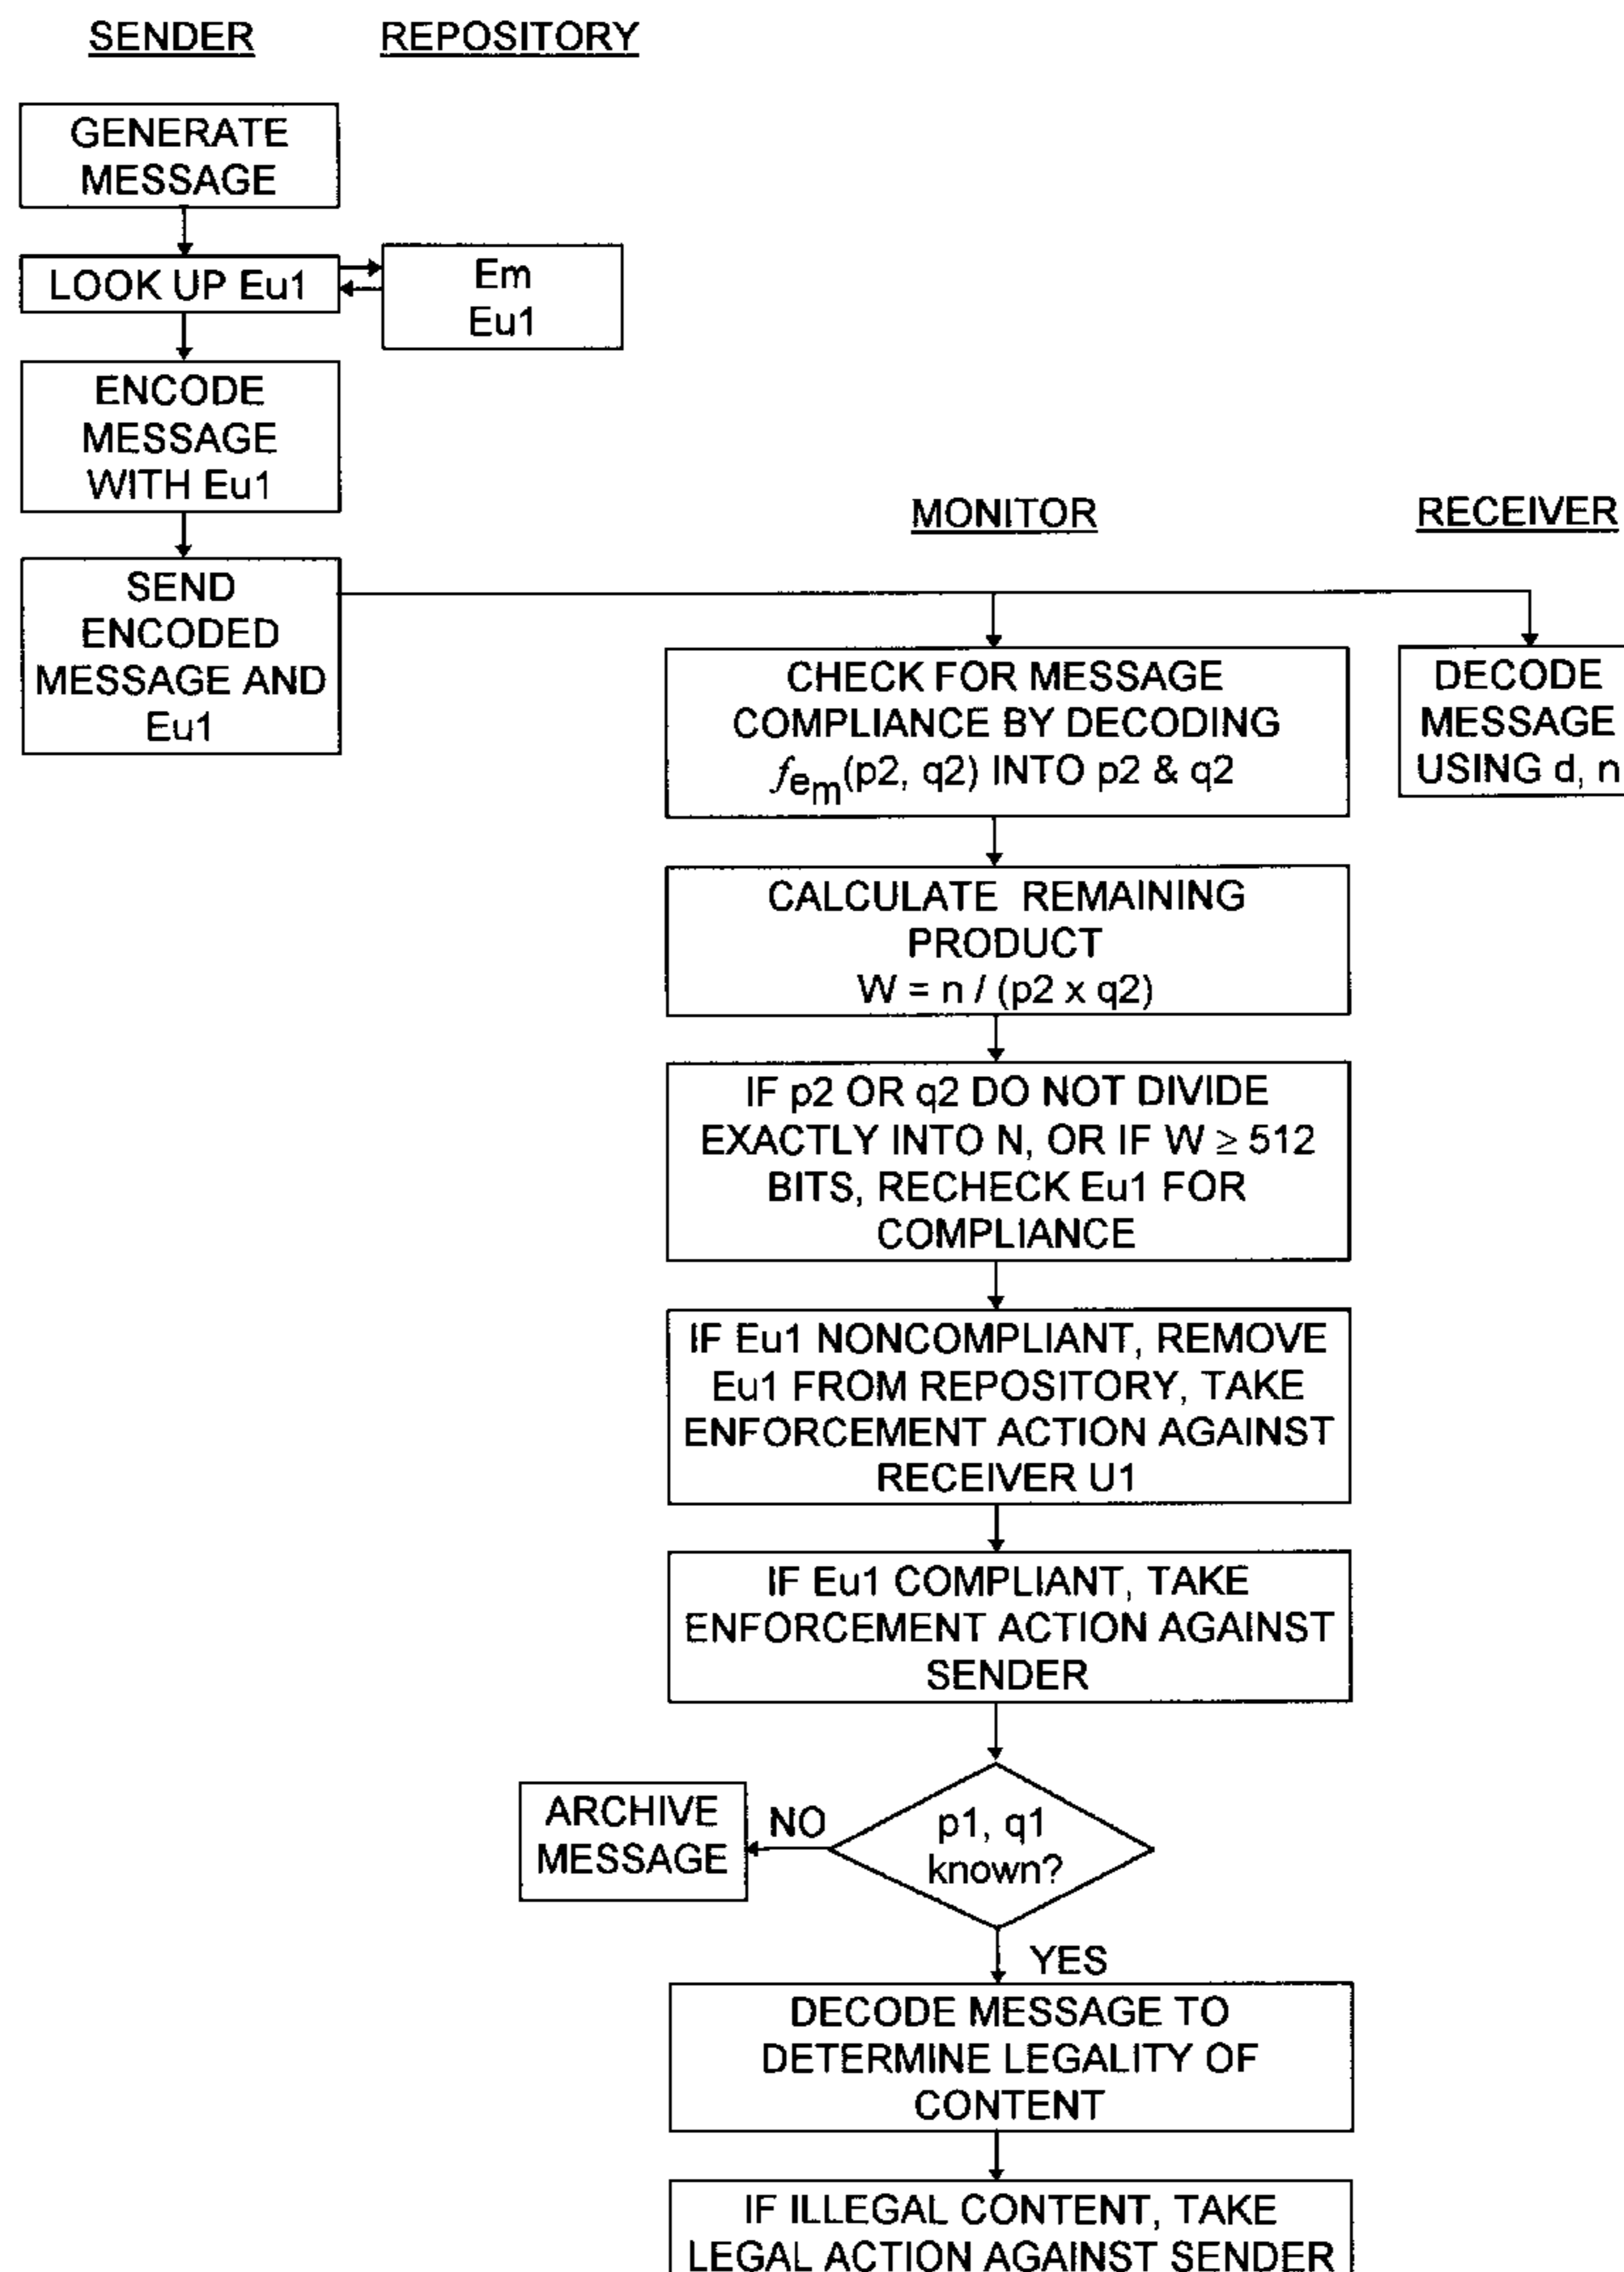 SENDER
REPOSITORY
GENERATE
MESSAGE
LOOK UP Eu1
Em
Eu1
ENCODE
MESSAGE
WITH Eu1
SEND
ENCODED
MESSAGE AND
Eu1
MONITOR
RECEIVER
CHECK FOR MESSAGE
COMPLIANCE BY DECODING
fem(p2, q2) INTO p2 & q2
DECODE
MESSAGE
USING d, n
CALCULATE REMAINING
PRODUCT
W = n / (p2 x q2)
IF p2 OR q2 DO NOT DIVIDE
EXACTLY INTO N, OR IF W ≥ 512
BITS, RECHECK Eu1 FOR
COMPLIANCE
IF Eu1 NONCOMPLIANT, REMOVE
Eu1 FROM REPOSITORY, TAKE
ENFORCEMENT ACTION AGAINST
RECEIVER U1
IF Eu1 COMPLIANT, TAKE
ENFORCEMENT ACTION AGAINST
SENDER
p1, q1
known?
NO
ARCHIVE
MESSAGE
YES
DECODE MESSAGE TO
DETERMINE LEGALITY OF
CONTENT
IF ILLEGAL CONTENT, TAKE
LEGAL ACTION AGAINST SENDER